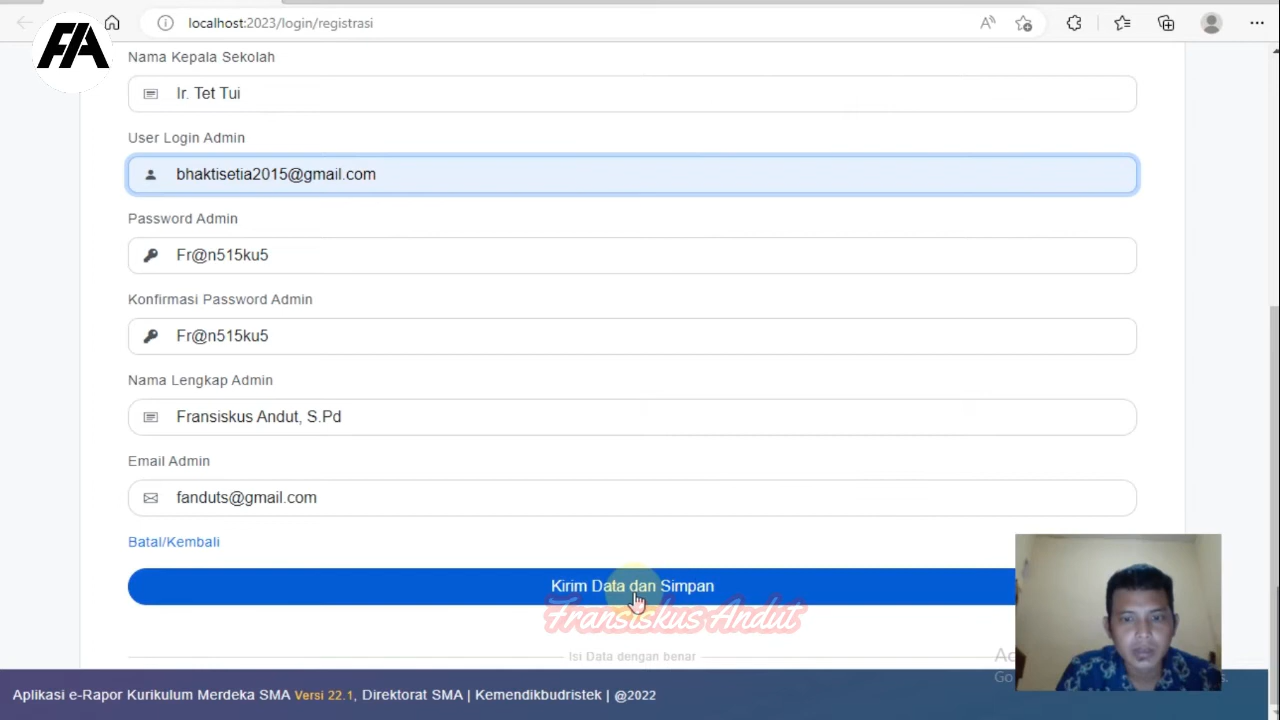 FA
localhost:2023/login/registrasi
Nama Kepala Sekolah
Ir. Tet Tui
User Login Admin
bhaktisetia2015@gmail.com
Password Admin
Fr@n515ku5
Konfirmasi Password Admin
Fr@n515ku5
Nama Lengkap Admin
Fransiskus Andut, S.Pd
Email Admin
fanduts@gmail.com
Batal/Kembali
Kirim Data dan Simpan
Fransiskus Andut
Isi Data dengan benar
Aplikasi e-Rapor Kurikulum Merdeka SMA Versi 22.1, Direktorat SMA | Kemendikbudristek | @2022